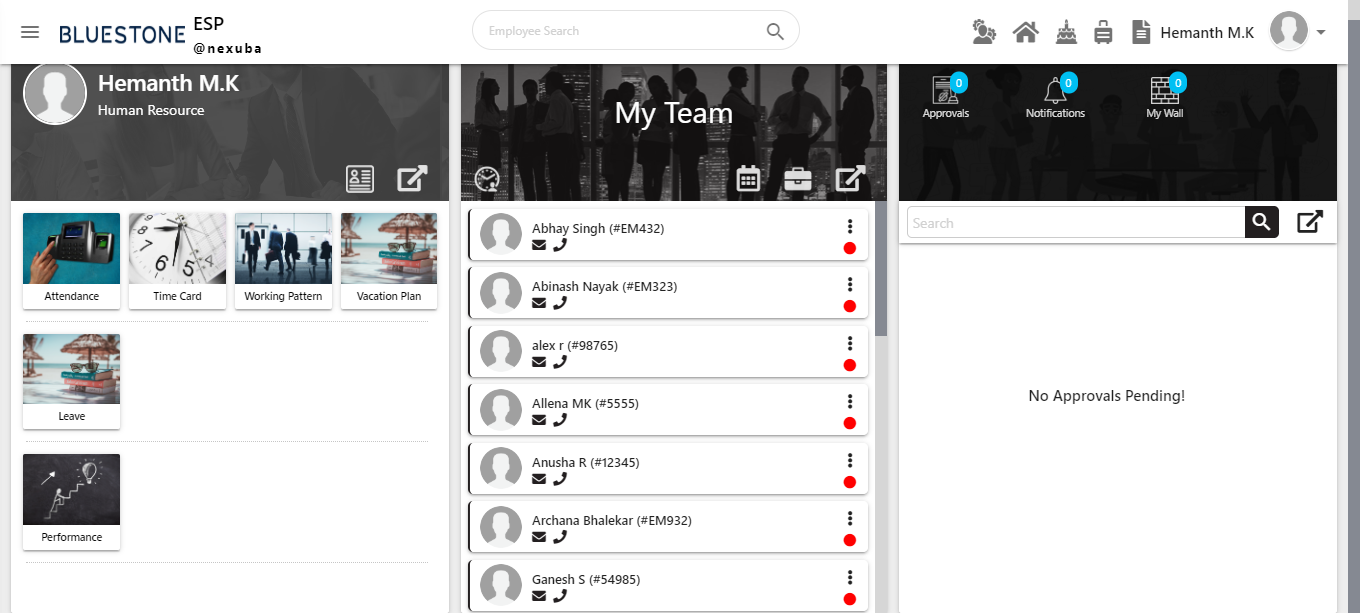 BLUESTONE
ESP
@nexuba
Employee Search
Hemanth M.K
Hemanth M.K
Human Resource
Attendance
Time Card
Working Pattern
Vacation Plan
Leave
Performance
My Team
Abhay Singh (#EM432)
Abinash Nayak (#EM323)
alex r (#98765)
Allena MK (#5555)
Anusha R (#12345)
Archana Bhalekar (#EM932)
Ganesh S (#54985)
0
Approvals
0
Notifications
0
My Wall
Search
No Approvals Pending!